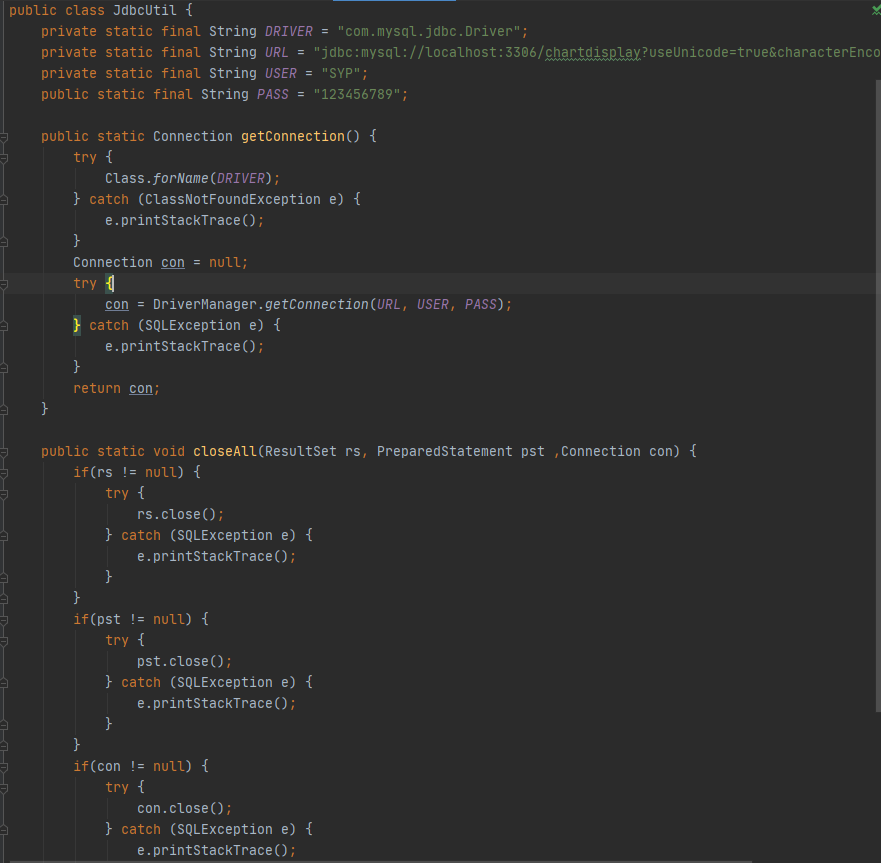 public class JdbcUtil {
    private static final String DRIVER = "com.mysql.jdbc.Driver";
    private static final String URL = "jdbc:mysql://localhost:3306/chartdisplay?useUnicode=true&characterEnco
    private static final String USER = "SYP";
    public static final String PASS = "123456789";
    public static Connection getConnection() {
        try {
            Class.forName(DRIVER);
        } catch (ClassNotFoundException e) {
            e.printStackTrace();
        }
        Connection con = null;
        try {
            con = DriverManager.getConnection(URL, USER, PASS);
        } catch (SQLException e) {
            e.printStackTrace();
        }
        return con;
    }
    public static void closeAll(ResultSet rs, PreparedStatement pst ,Connection con) {
        if(rs != null) {
            try {
                rs.close();
            } catch (SQLException e) {
                e.printStackTrace();
            }
        }
        if(pst != null) {
            try {
                pst.close();
            } catch (SQLException e) {
                e.printStackTrace();
            }
        }
        if(con != null) {
            try {
                con.close();
            } catch (SQLException e) {
                e.printStackTrace();